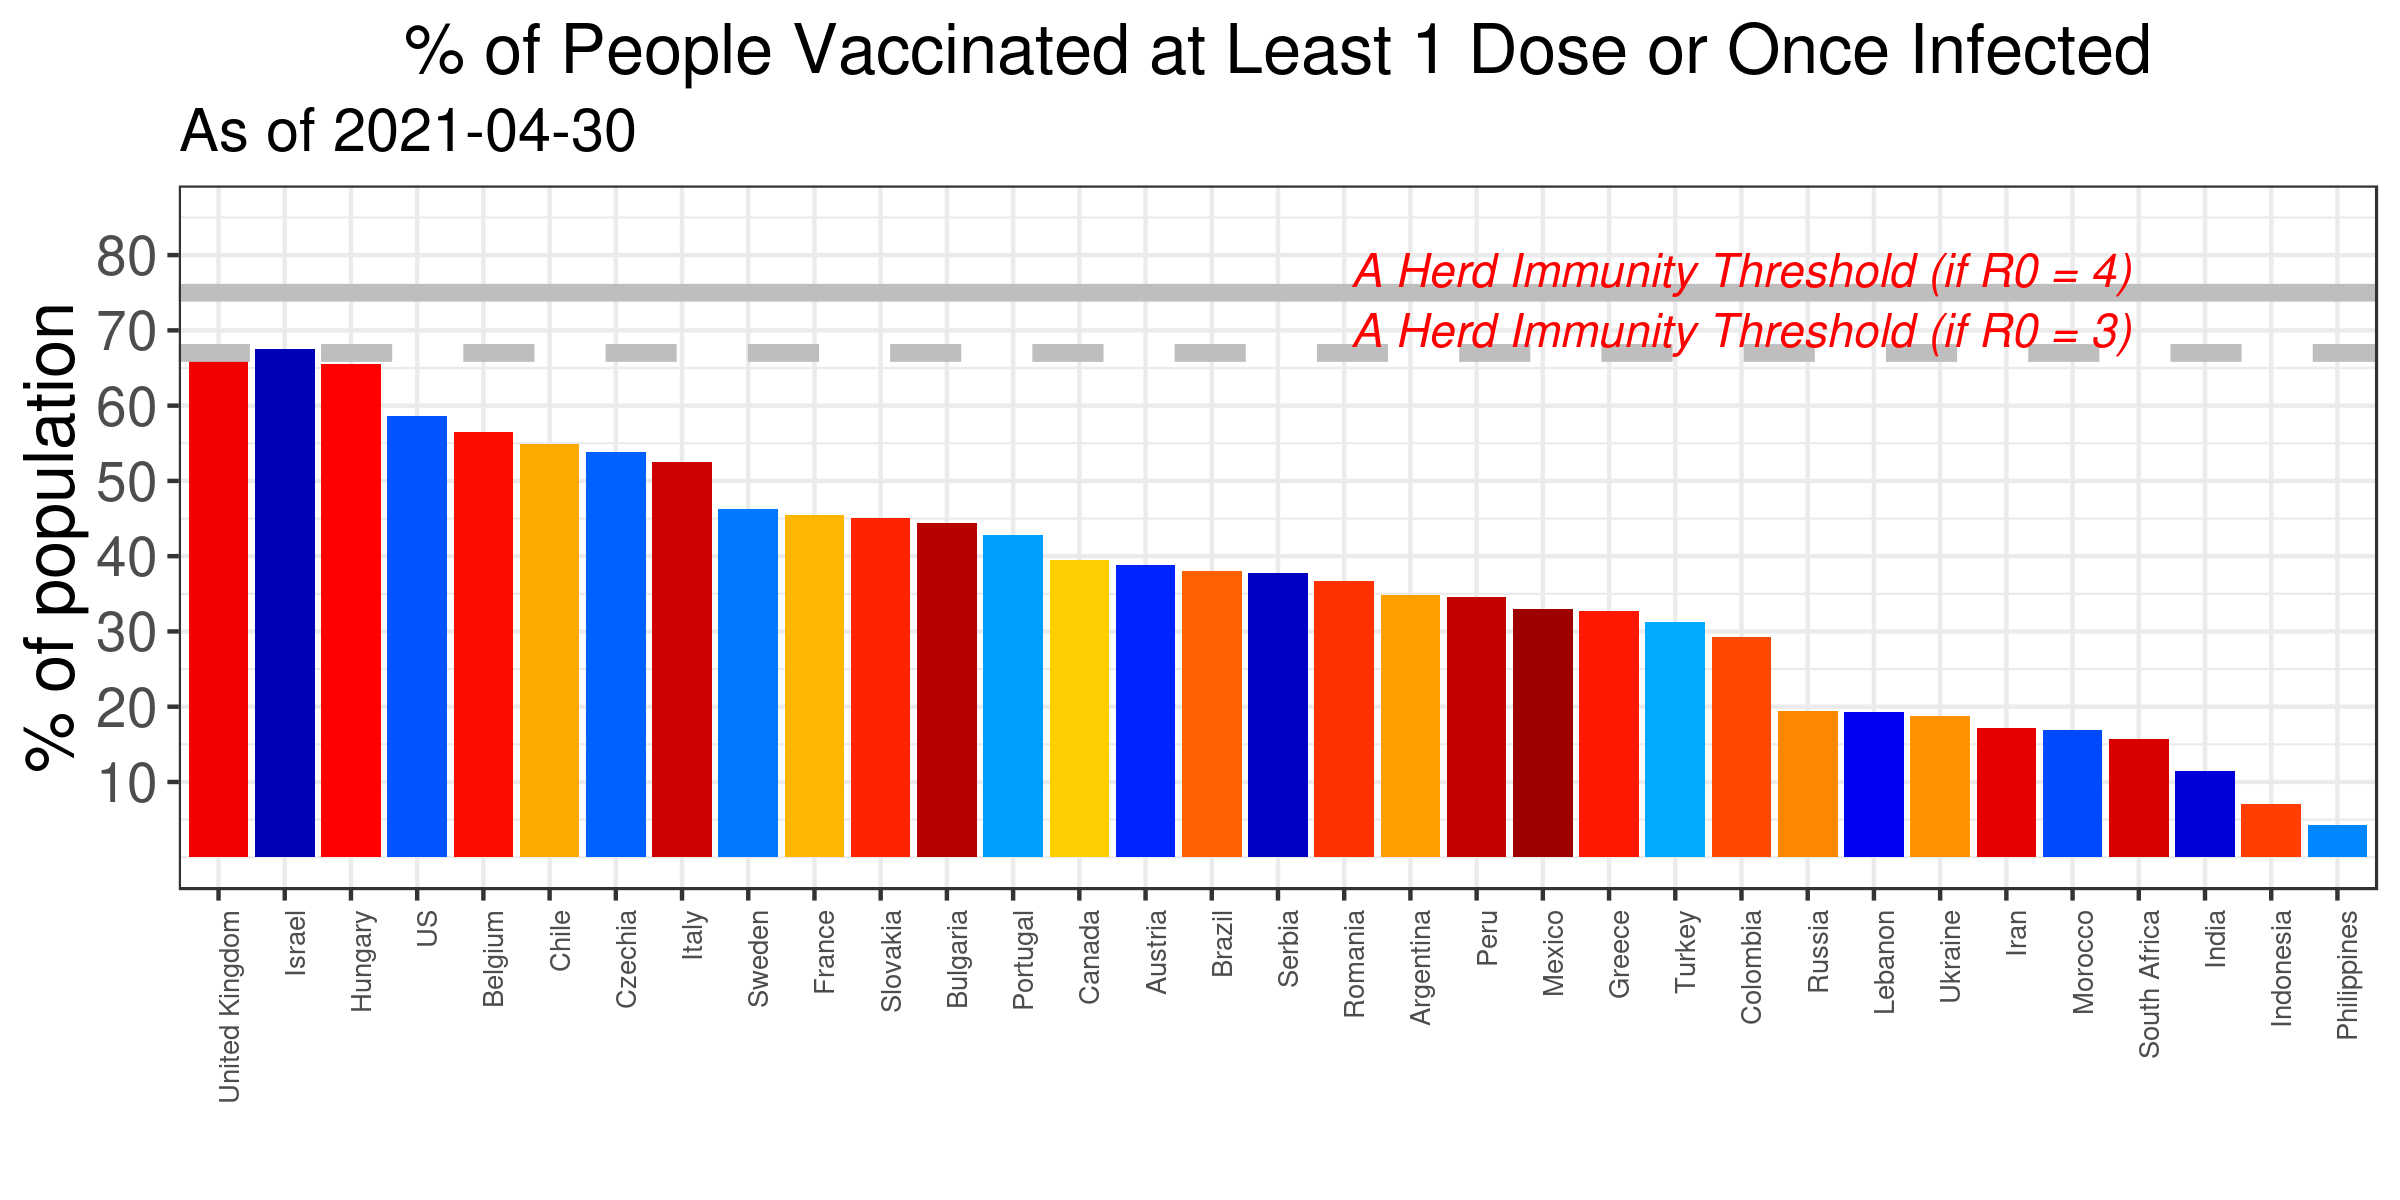 % of People Vaccinated at Least 1 Dose or Once Infected
As of 2021-04-30
% of population
80
70
60
50
40
30
20
10
A Herd Immunity Threshold (if R0 = 4)
A Herd Immunity Threshold (if R0 = 3)
United Kingdom
Israel
Hungary
US
Belgium
Chile
Czechia
Italy
Sweden
France
Slovakia
Bulgaria
Portugal
Canada
Austria
Brazil
Serbia
Romania
Argentina
Peru
Mexico
Greece
Turkey
Colombia
Russia
Lebanon
Ukraine
Iran
Morocco
South Africa
India
Indonesia
Philippines